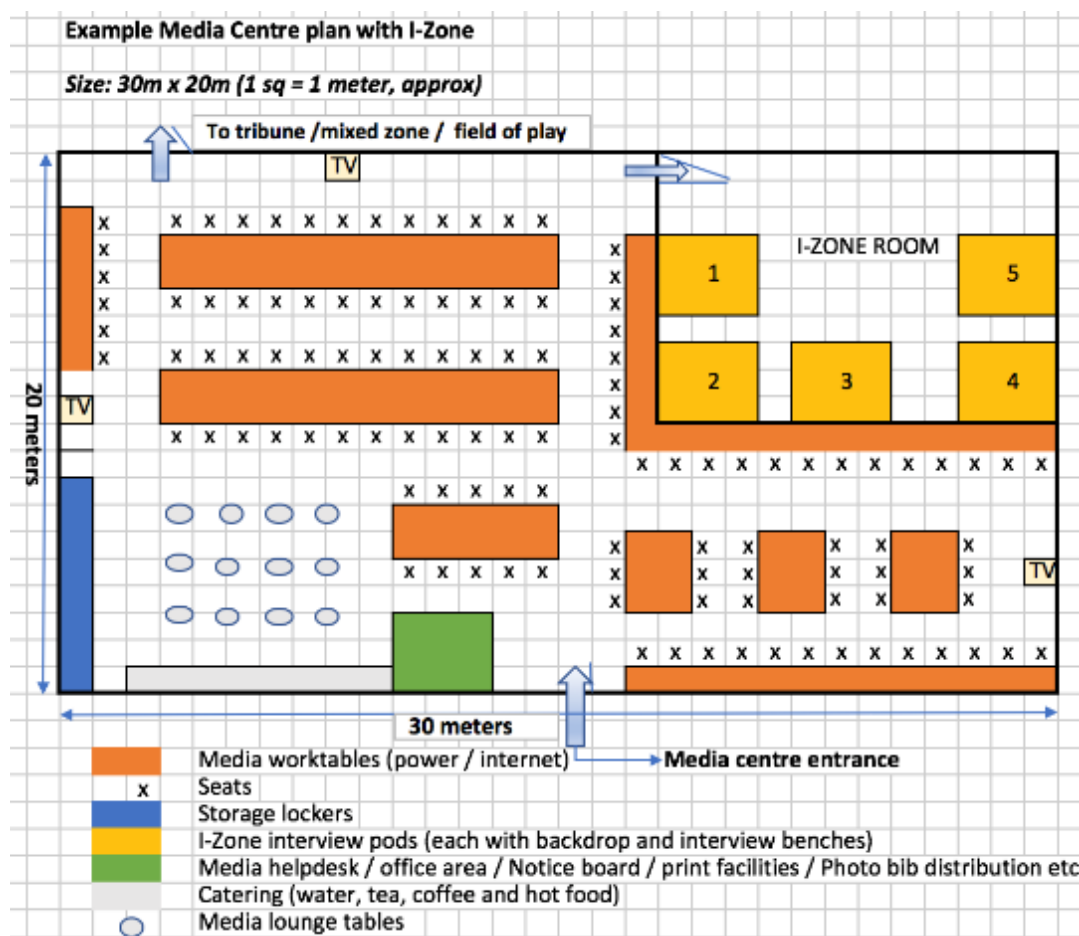 Example Media Centre plan with I-Zone
Size: 30m x 20m (1 sq = 1 meter, approx)
To tribune /mixed zone / field of play
TV
x x x x x x x x x x x x x
x x
I-ZONE ROOM
1
5
x x
x x x x x x x x x x x x x x
x x
x x x x x x x x x x x x x x
2
3
4
x
TV
x
x x x x x x x x x x x x x
20 meters
x x x x x x x x x x x x x
x x x x x
x x x x x x
x x x x x x
TV
x x x x x
x x x x x x
x x x x x x x x x x x x x
30 meters
Media worktables (power / internet)
Media centre entrance
x Seats
Storage lockers
I-Zone interview pods (each with backdrop and interview benches)
Media helpdesk / office area / Notice board / print facilities / Photo bib distribution etc
Catering (water, tea, coffee and hot food)
Media lounge tables